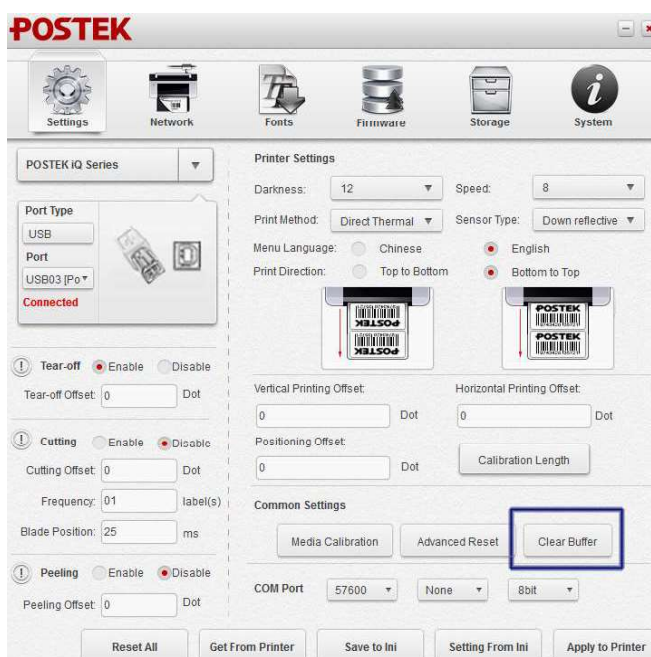 POSTEK
Settings Network Fonts Firmware Storage System
POSTEK iQ Series
Port Type
USB
Port
USB03 [Po
Connected
Tear-off Enable Disable
Tear-off Offset: 0 Dot
Cutting Enable Disable
Cutting Offset: 0 Dot
Frequency: 01 label(s)
Blade Position: 25 ms
Peeling Enable Disable
Peeling Offset: 0 Dot
Printer Settings
Darkness: 12 Speed: 8
Print Method: Direct Thermal Sensor Type: Down reflective
Menu Language: Chinese English
Print Direction: Top to Bottom Bottom to Top
POSTEK POSTEK
POSTEK POSTEK
Vertical Printing Offset: Horizontal Printing Offset:
0 Dot 0 Dot
Positioning Offset:
0 Dot Calibration Length
Common Settings
Media Calibration Advanced Reset Clear Buffer
COM Port 57600 None 8bit
Reset All Get From Printer Save to Ini Setting From Ini Apply to Printer